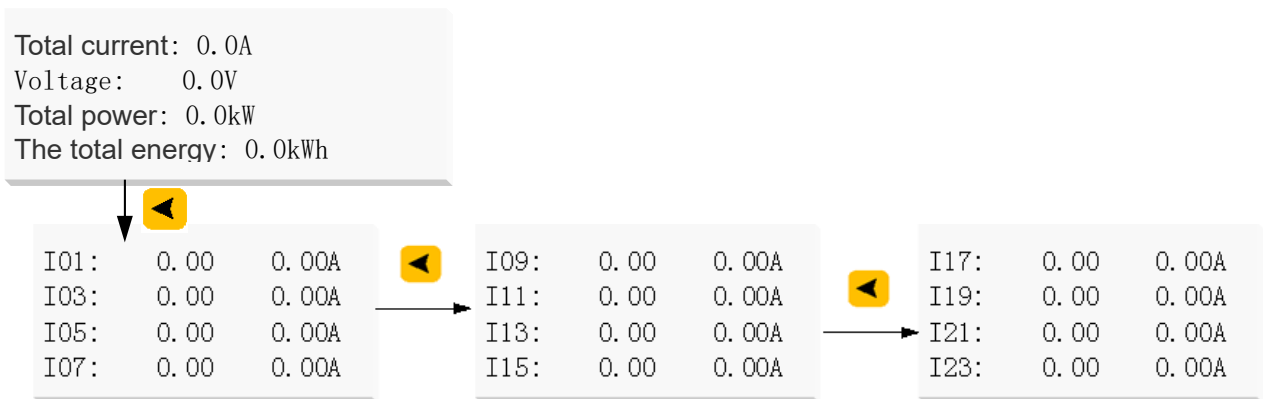 Total current: 0.0A
Voltage: 0.0V
Total power: 0.0kW
The total energy: 0.0kWh
I01: 0.00 0.00A
I03: 0.00 0.00A
I05: 0.00 0.00A
I07: 0.00 0.00A
I09: 0.00 0.00A
I11: 0.00 0.00A
I13: 0.00 0.00A
I15: 0.00 0.00A
I17: 0.00 0.00A
I19: 0.00 0.00A
I21: 0.00 0.00A
I23: 0.00 0.00A